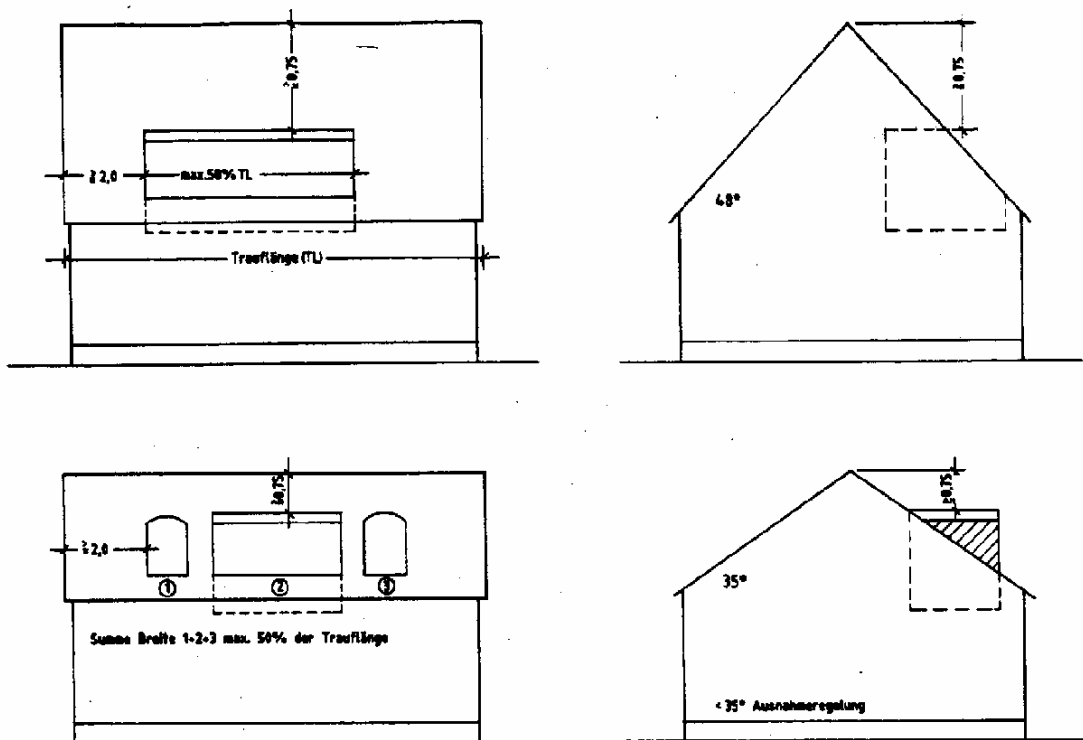 ≧0,75
≧2,0
max. 50% TL
Trauflänge (TL)
≧0,75
48°
≧0,75
≧2,0
①
②
③
Summe Breite 1+2+3 max. 50% der Trauflänge
≥0,75
35°
<35° Ausnahmeregelung